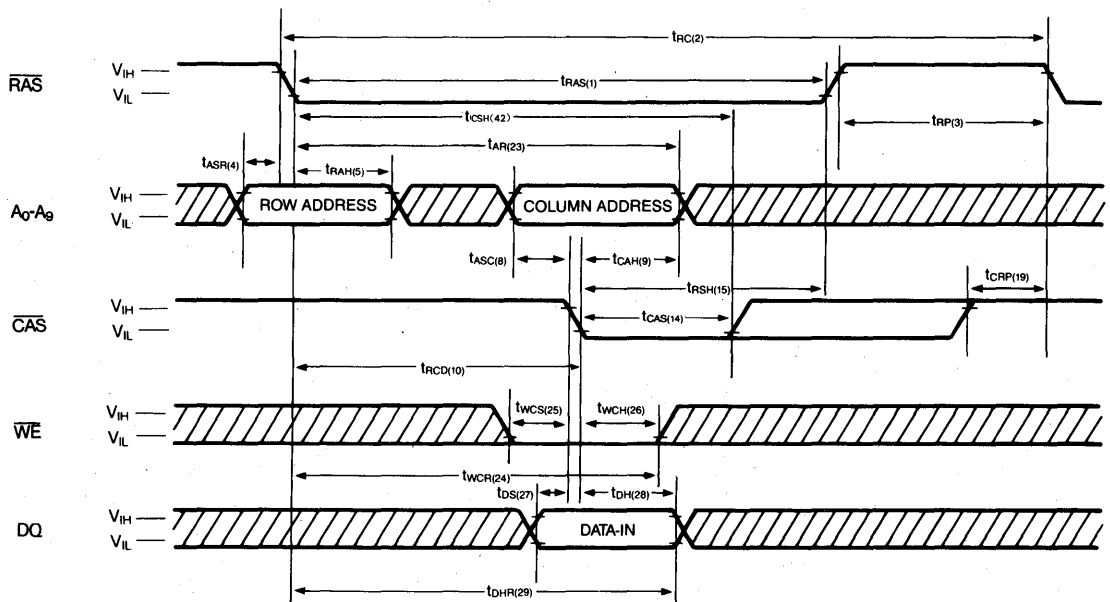 tRC(2)
RAS
VIH
VIL
tRAS(1)
tCSH(42)
tRP(3)
tAR(23)
tASR(4)
tRAH(5)
A0-A9
VIH
VIL
ROW ADDRESS
COLUMN ADDRESS
tASC(8)
tCAH(9)
tRSH(15)
tCRP(19)
CAS
VIH
VIL
tCAS(14)
tRCD(10)
WE
VIH
VIL
tWCS(25)
tWCH(26)
tWCR(24)
tDS(27)
tDH(28)
DQ
VIH
VIL
DATA-IN
tDHR(29)